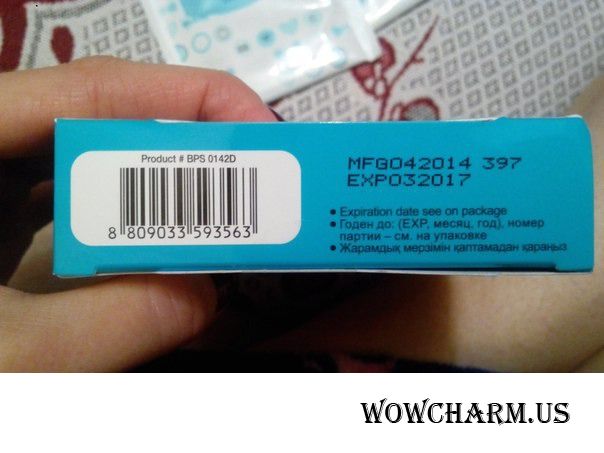 Product # BPS 0142D
8 809033 593563
MFG042014 397
EXP032017
• Expiration date see on package
• Годен до: (EXP, месяц, год), номер
партии – см. на упаковке
• Жарамдық мерзімін қаптамадан қараңыз
WOWCHARM.US